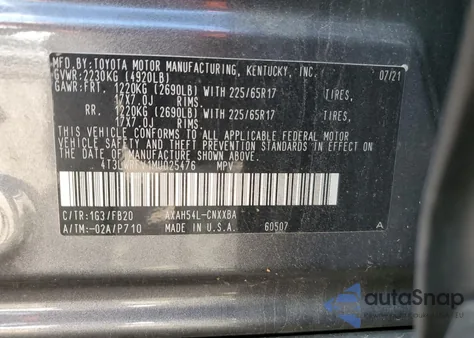 MFD.BY:TOYOTA MOTOR MANUFACTURING, KENTUCKY, INC.
GVWR:2230KG (4920LB) 07/21
GAWR:FRT. 1220KG (2690LB) WITH 225/65R17 TIRES,
17X7.0J RIMS.
RR. 1220KG (2690LB) WITH 225/65R17 TIRES,
17X7.0J RIMS.
THIS VEHICLE CONFORMS TO ALL APPLICABLE FEDERAL MOTOR
VEHICLE SAFETY AND THEFT PREVENTION STANDARDS IN EFFECT ON THE
DATE OF MANUFACTURE SHOWN ABOVE.
MPV
C/TR:1G3/FB20 AXAH54L-CNXXBA
A/TM:-02A/P710 60507 A
autoSnap